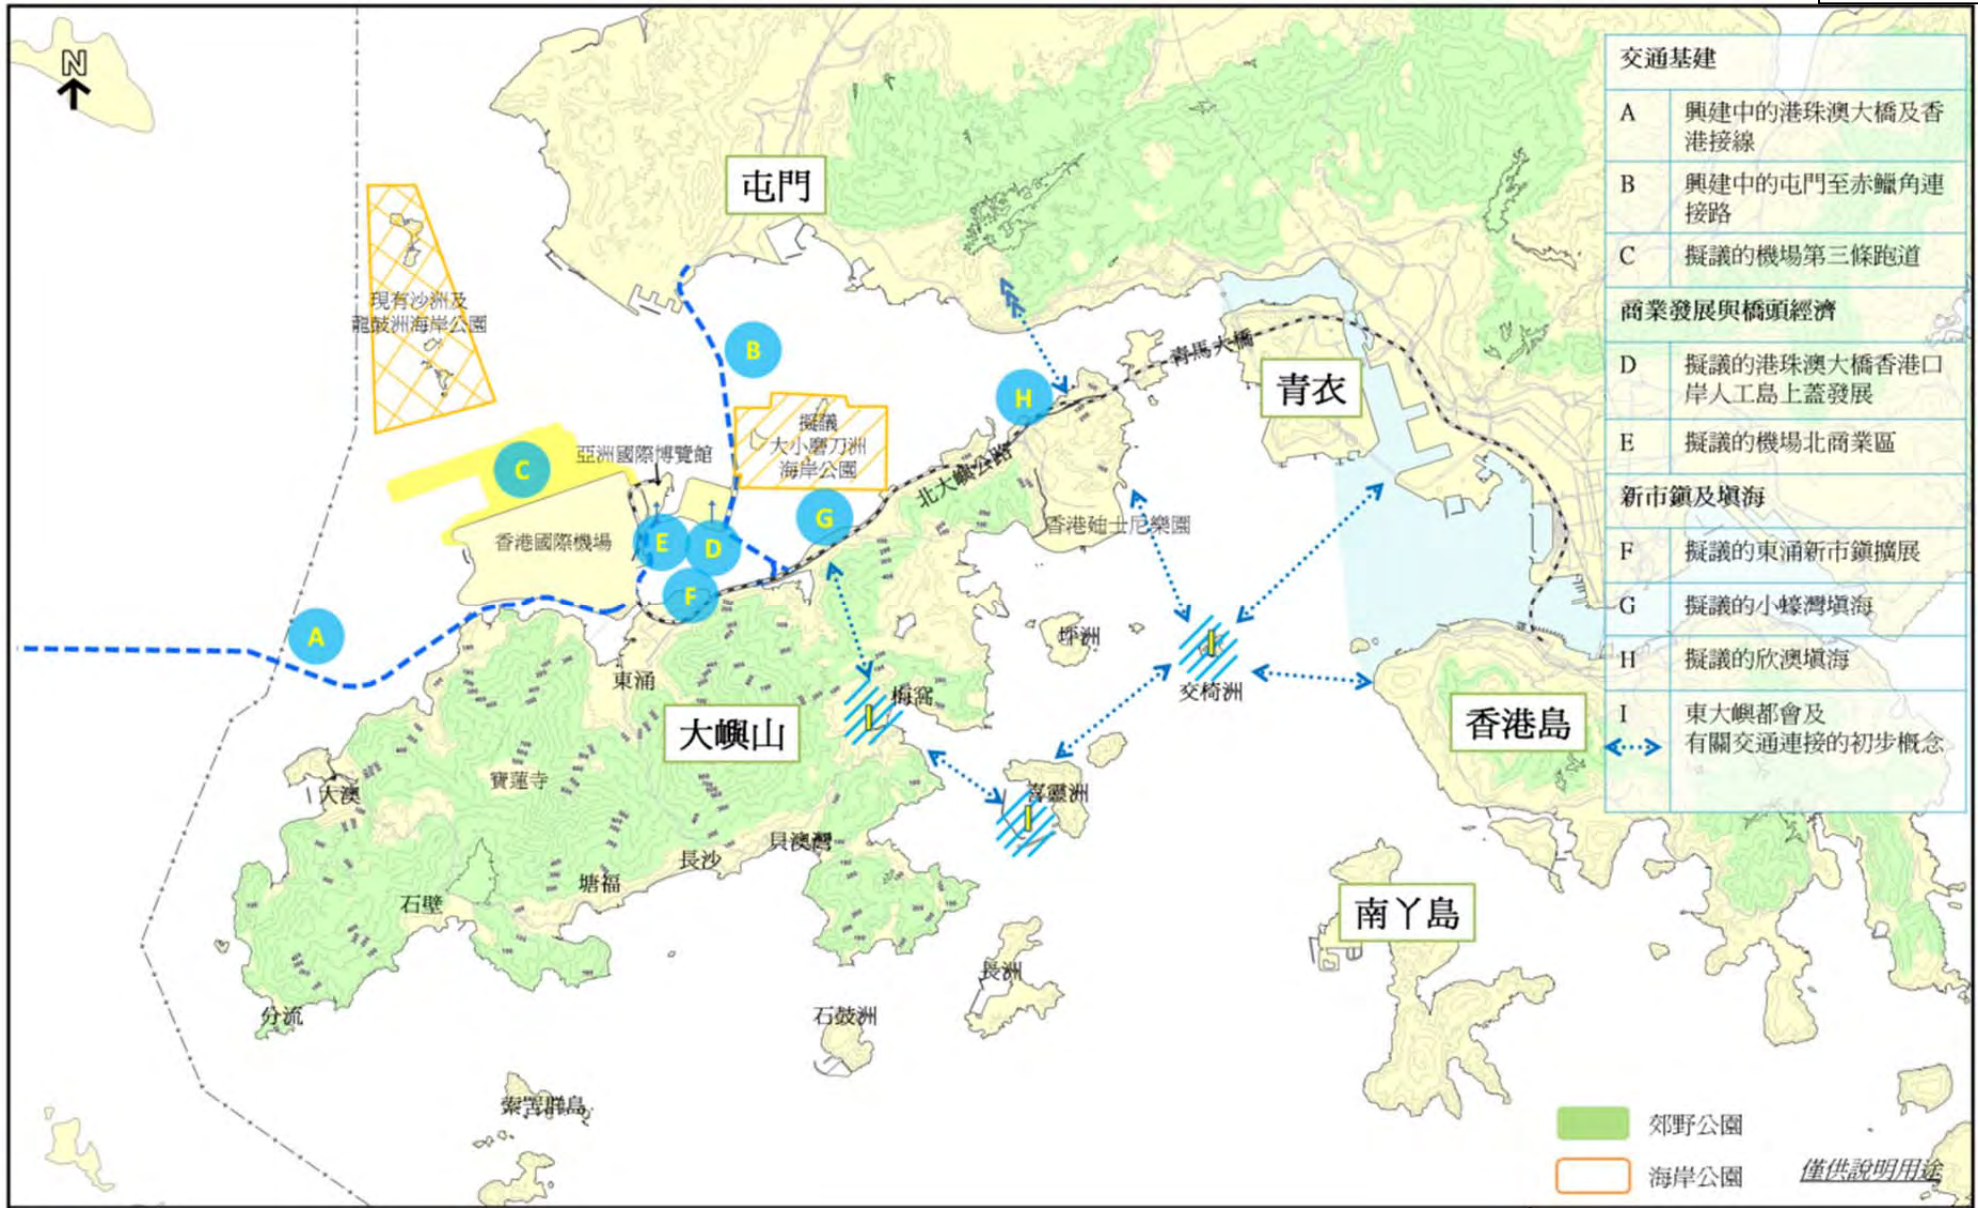 N
屯門
現有沙洲及
龍鼓洲海岸公園
B
擬議
大小磨刀洲
海岸公園
H
青馬大橋
青衣
C
亞洲國際博覽館
北大嶼公路
香港國際機場
E
D
G
香港迪士尼樂園
F
A
坪洲
東涌
交椅洲
I
梅窩
I
大嶼山
香港島
大澳
寶蓮寺
喜靈洲
I
貝澳灣
長沙
塘福
石壁
南丫島
長洲
分流
石鼓洲
索罟群島
交通基建
A 興建中的港珠澳大橋及香
港接線
B 興建中的屯門至赤鱲角連
接路
C 擬議的機場第三條跑道
商業發展與橋頭經濟
D 擬議的港珠澳大橋香港口
岸人工島上蓋發展
E 擬議的機場北商業區
新市鎮及填海
F 擬議的東涌新市鎮擴展
G 擬議的小蠔灣填海
H 擬議的欣澳填海
I 東大嶼都會及
有關交通連接的初步概念
郊野公園
海岸公園
僅供說明用途